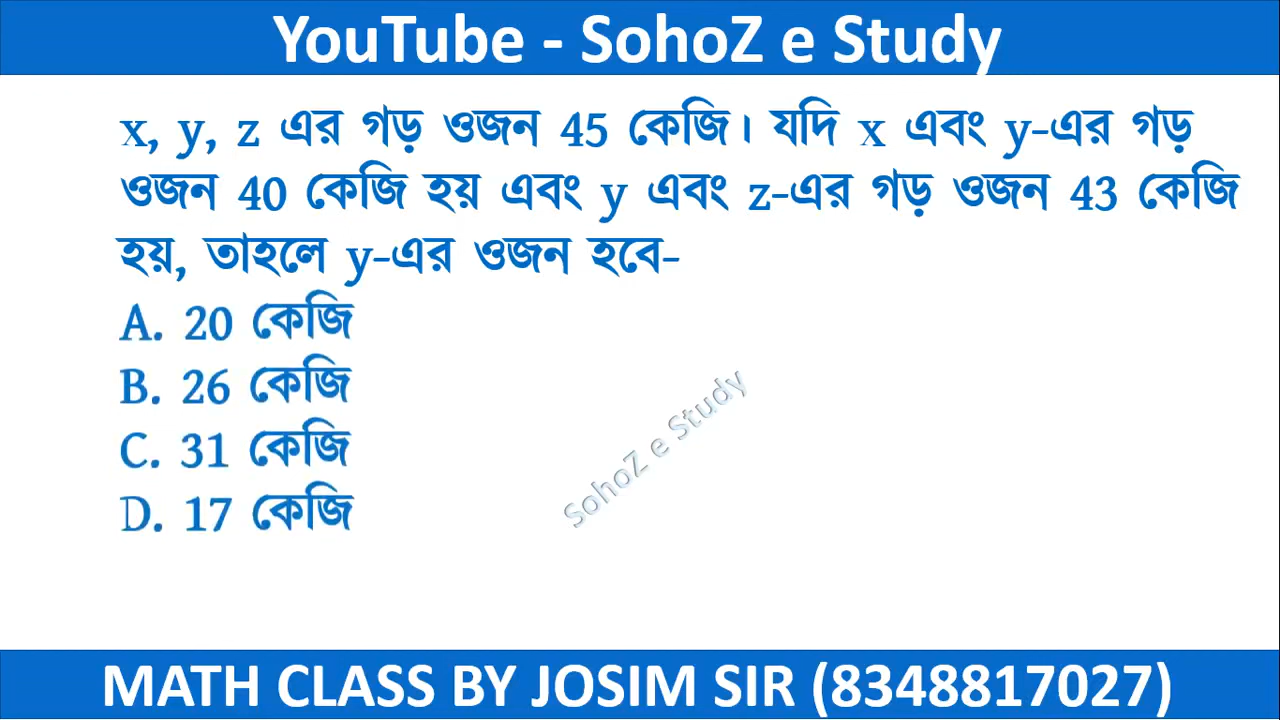 YouTube - SohoZ e Study
x, y, z এর গড় ওজন 45 কেজি। যদি x এবং y-এর গড়
ওজন 40 কেজি হয় এবং y এবং z-এর গড় ওজন 43 কেজি
হয়, তাহলে y-এর ওজন হবে-
A. 20 কেজি
B. 26 কেজি
C. 31 কেজি
D. 17 কেজি
SohoZ e Study
MATH CLASS BY JOSIM SIR (8348817027)